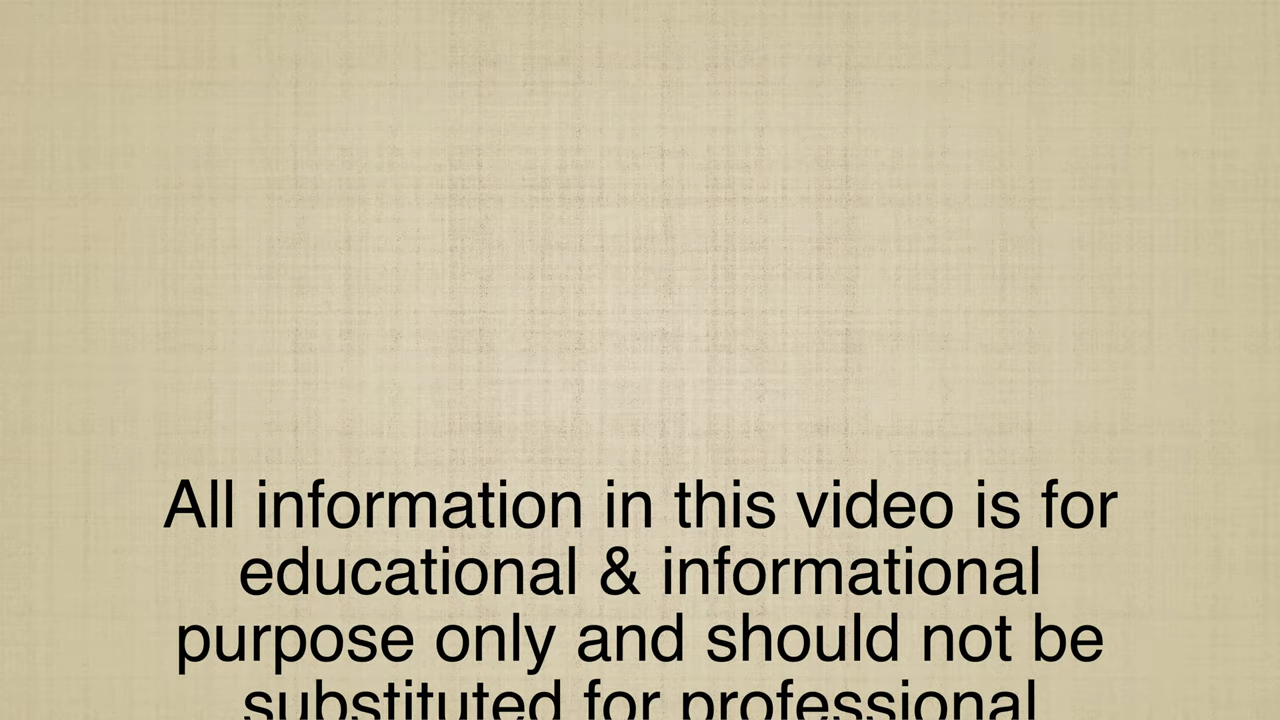 All information in this video is for
educational & informational
purpose only and should not be
substituted for professional